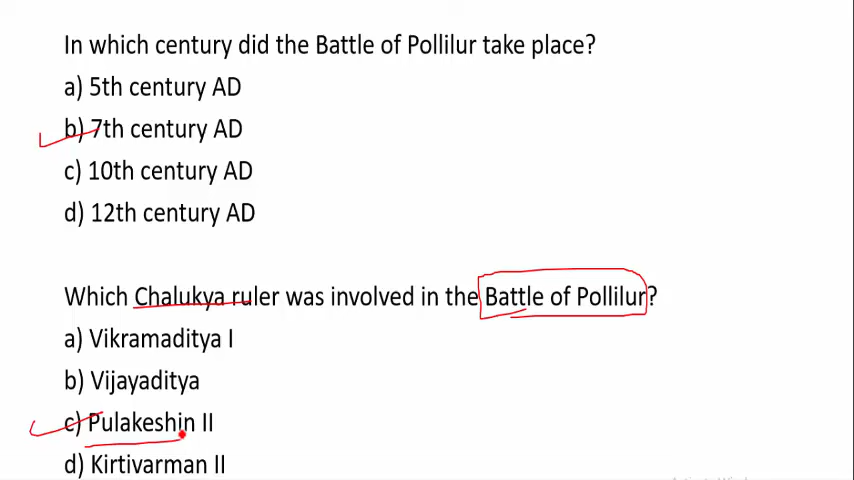 In which century did the Battle of Pollilur take place?
a) 5th century AD
b) 7th century AD
c) 10th century AD
d) 12th century AD
Which Chalukya ruler was involved in the Battle of Pollilur?
a) Vikramaditya I
b) Vijayaditya
c) Pulakeshin II
d) Kirtivarman II